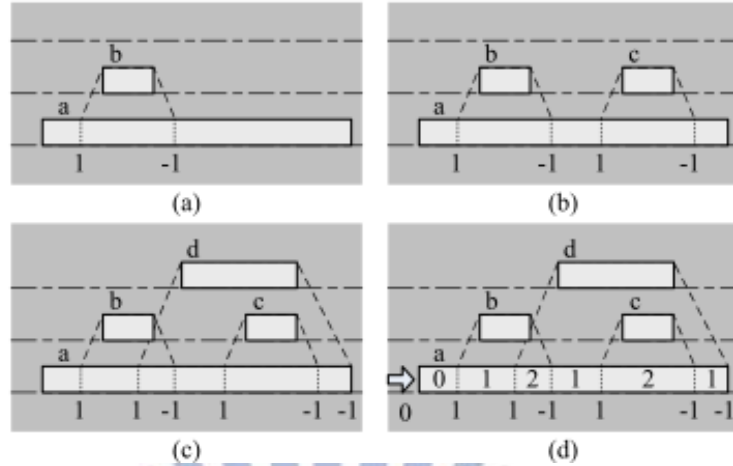 b
a
1 -1
(a)
b c
a
1 -1 1 -1
(b)
d
b c
a
1 1 -1 1 -1 -1
(c)
d
b c
a
0 1 2 1 2 1
0 1 1 -1 1 -1 -1
(d)